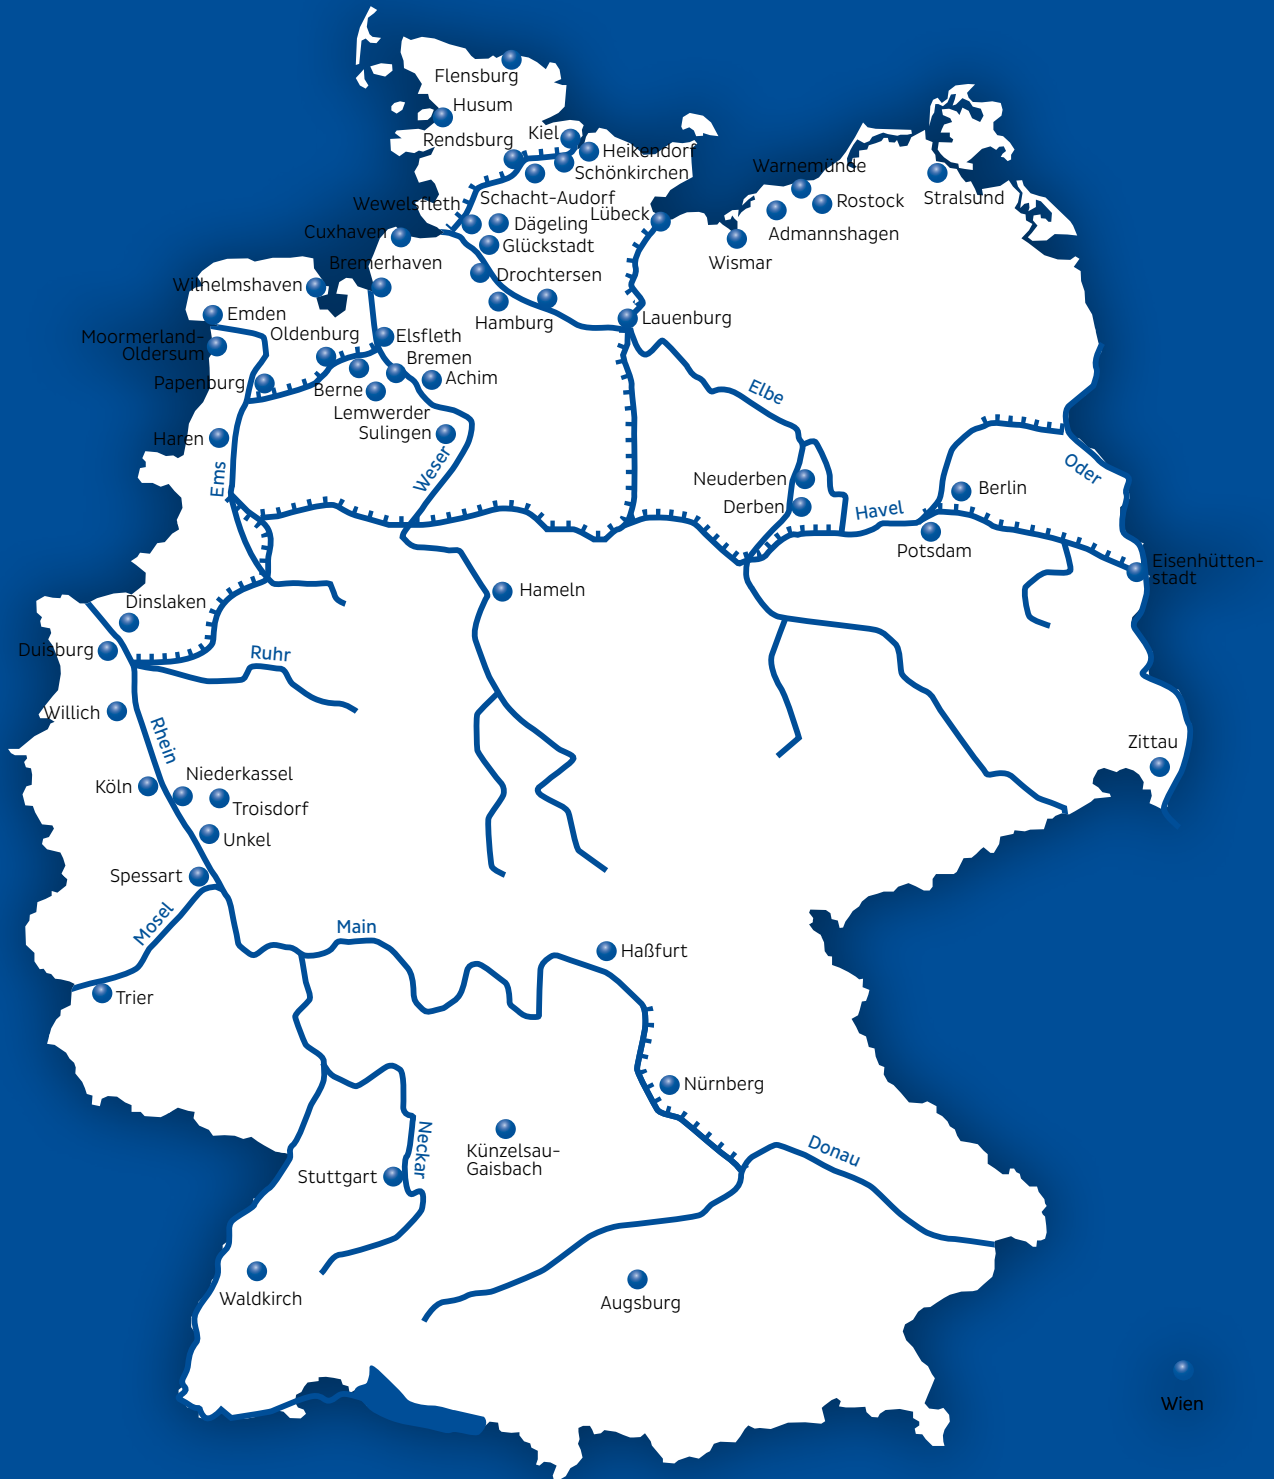 Flensburg
Husum
Kiel
Rendsburg
Heikendorf
Schönkirchen
Schacht-Audorf
Wewelsfleth
Lübeck
Dägeling
Cuxhaven
Glückstadt
Bremerhaven
Drochtersen
Wilhelmshaven
Hamburg
Lauenburg
Warnemünde
Rostock
Stralsund
Admannshagen
Wismar
Emden
Oldenburg
Elsfleth
Moormerland-
Oldersum
Bremen
Achim
Papenburg
Berne
Lemwerder
Sulingen
Haren
Ems
Weser
Elbe
Neuderben
Derben
Havel
Berlin
Potsdam
Oder
Eisenhütten-
stadt
Dinslaken
Hameln
Duisburg
Ruhr
Willich
Rhein
Zittau
Niederkassel
Köln
Troisdorf
Unkel
Spessart
Mosel
Main
Haßfurt
Trier
Nürnberg
Neckar
Künzelsau-
Gaisbach
Donau
Stuttgart
Waldkirch
Augsburg
Wien